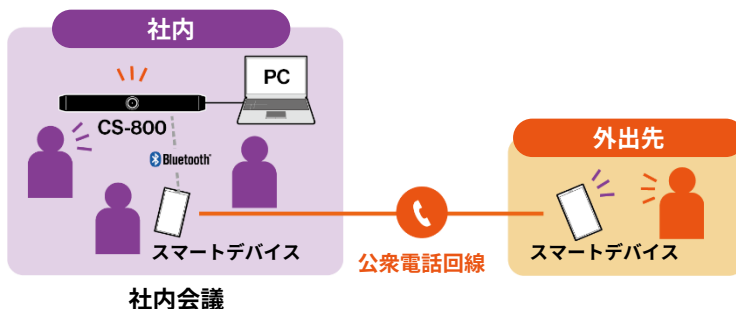 社内
PC
CS-800
Bluetooth
スマートデバイス
社内会議
公衆電話回線
外出先
スマートデバイス